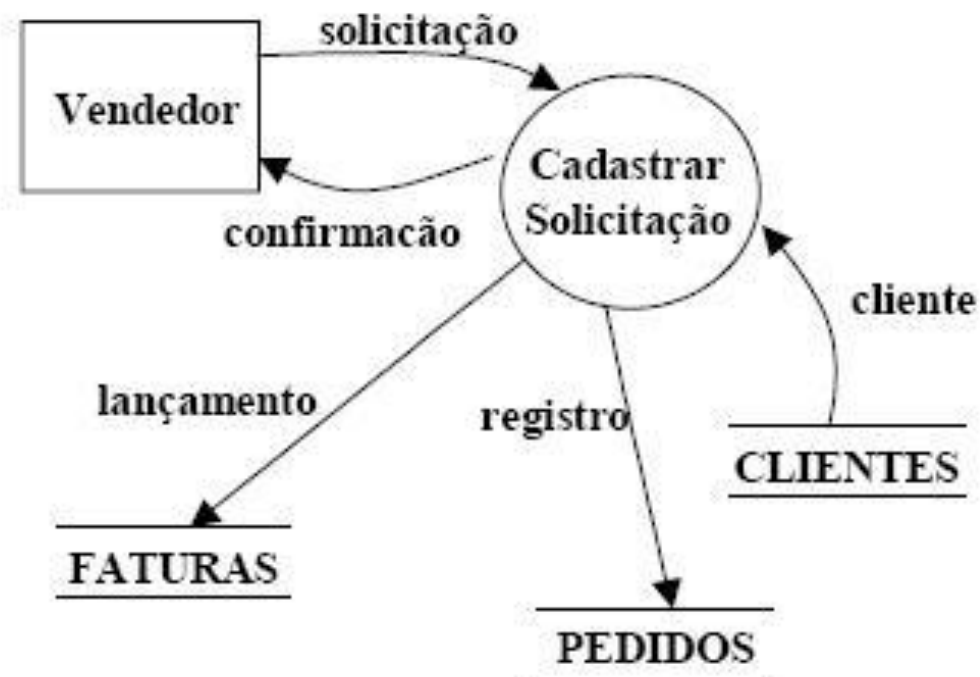 solicitação
Vendedor
Cadastrar
Solicitação
confirmacão
cliente
lançamento
registro
CLIENTES
FATURAS
PEDIDOS